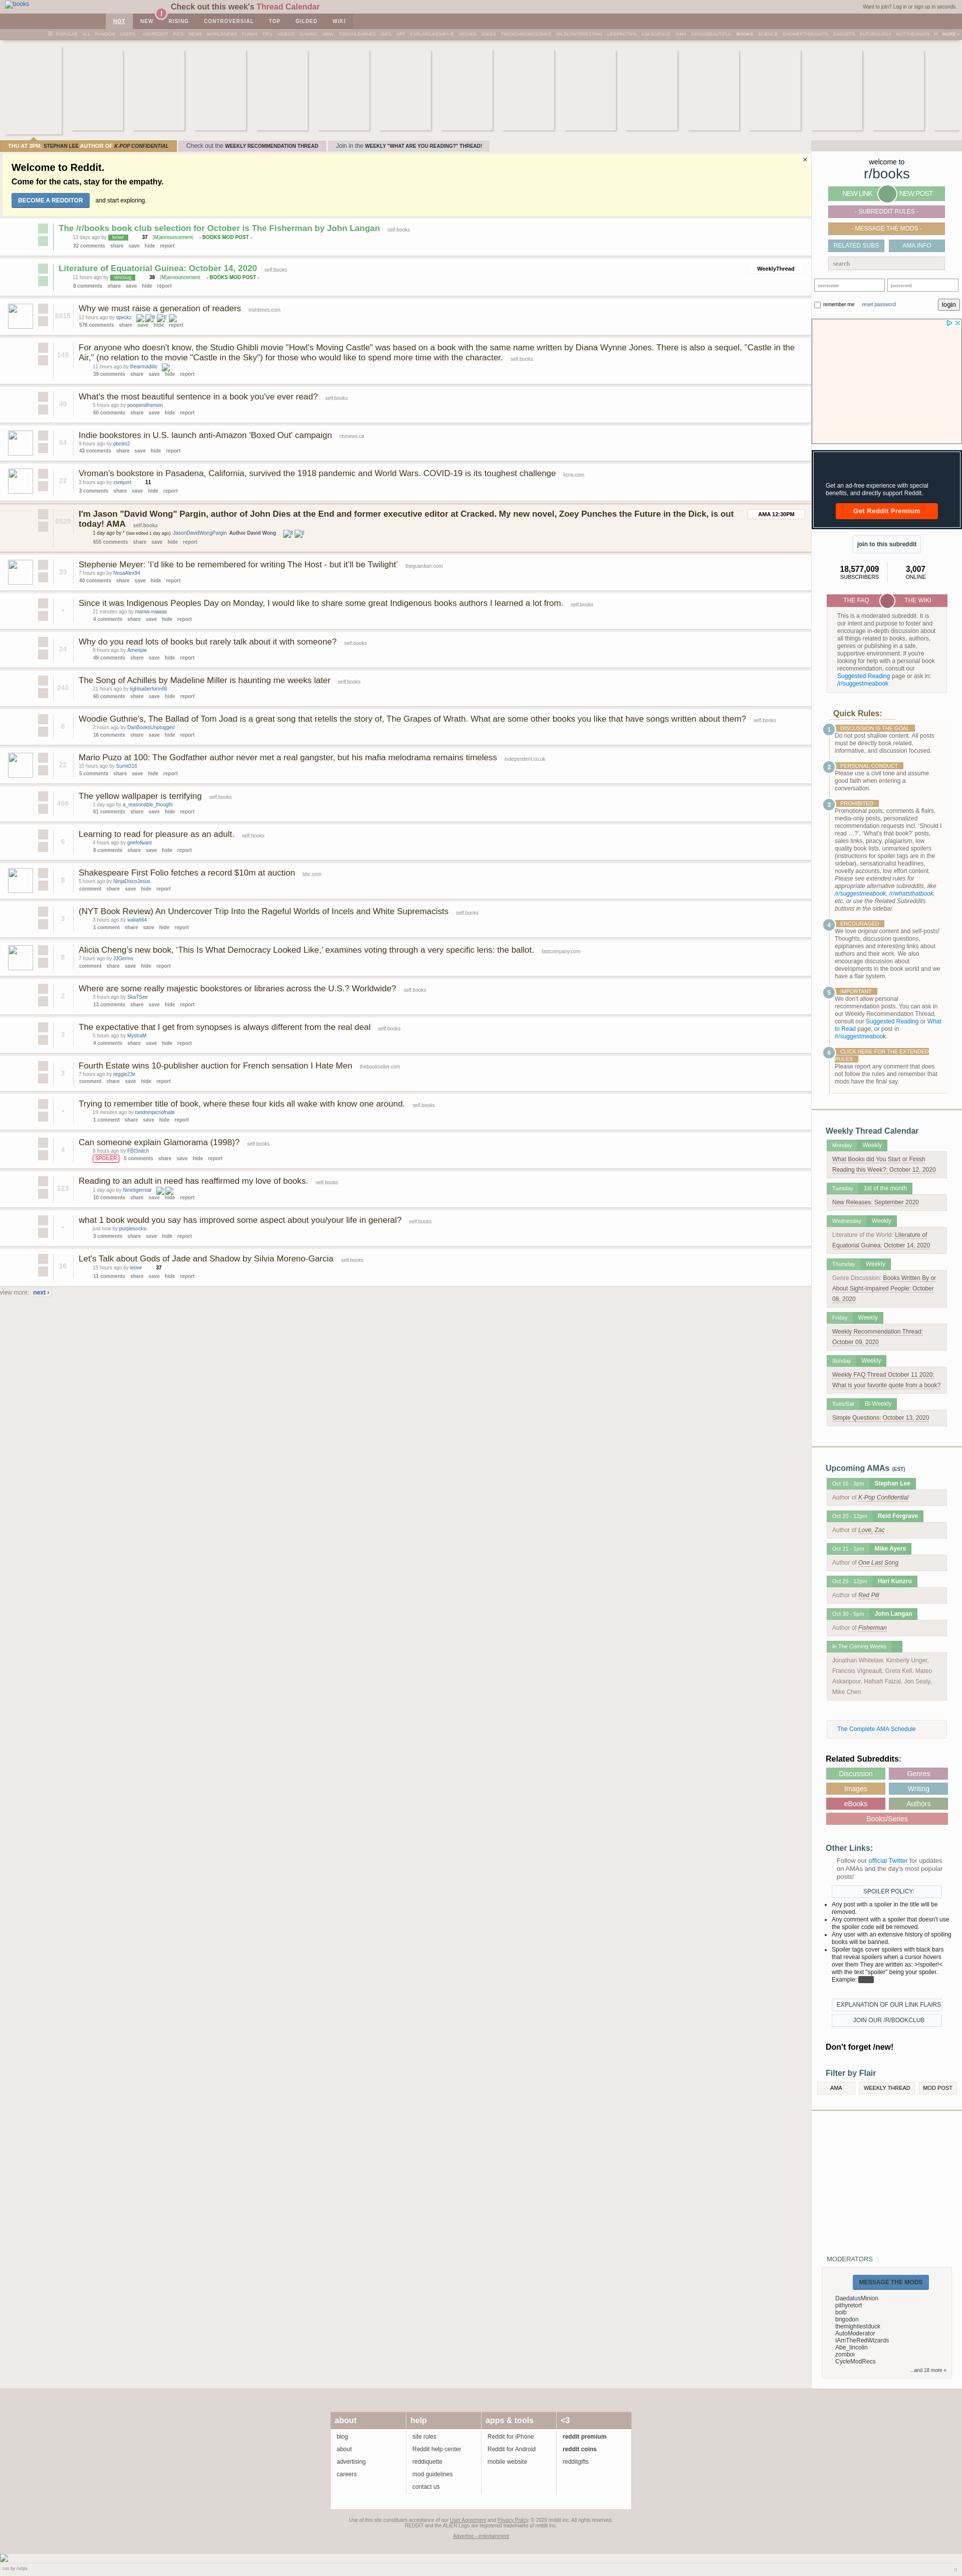 books
Check out this week's Thread Calendar
Want to join? Log in or sign up in seconds.
HOT NEW RISING CONTROVERSIAL TOP GILDED WIKI
THU AT 3PM: STEPHAN LEE AUTHOR OF K-POP CONFIDENTIAL
Check out the WEEKLY RECOMMENDATION THREAD
Join in the WEEKLY "WHAT ARE YOU READING?" THREAD!
Welcome to Reddit.
Come for the cats, stay for the empathy.
BECOME A REDDITOR and start exploring.
The /r/books book club selection for October is The Fisherman by John Langan self.books
13 days ago by leowr 37 [M]announcement - BOOKS MOD POST -
32 comments share save hide report
Literature of Equatorial Guinea: October 14, 2020 self.books
WeeklyThread
12 hours ago by vincoug 38 [M]announcement - BOOKS MOD POST -
8 comments share save hide report
6815
Why we must raise a generation of readers irishtimes.com
12 hours ago by speckz
578 comments share save hide report
149
For anyone who doesn't know, the Studio Ghibli movie "Howl's Moving Castle" was based on a book with the same name written by Diana Wynne Jones. There is also a sequel, "Castle in the
Air," (no relation to the movie "Castle in the Sky") for those who would like to spend more time with the character. self.books
11 hours ago by thearmadillo
39 comments share save hide report
49
What's the most beautiful sentence in a book you've ever read? self.books
5 hours ago by poopsmitherson
60 comments share save hide report
94
Indie bookstores in U.S. launch anti-Amazon 'Boxed Out' campaign ctvnews.ca
9 hours ago by pbntm2
43 comments share save hide report
22
Vroman's bookstore in Pasadena, California, survived the 1918 pandemic and World Wars. COVID-19 is its toughest challenge kcrw.com
3 hours ago by zsreport 11
3 comments share save hide report
8528
I'm Jason "David Wong" Pargin, author of John Dies at the End and former executive editor at Cracked. My new novel, Zoey Punches the Future in the Dick, is out
today! AMA self.books
AMA 12:30PM
1 day ago by * (last edited 1 day ago) JasonDavidWongPargin Author David Wong
655 comments share save hide report
39
Stephenie Meyer: 'I'd like to be remembered for writing The Host - but it'll be Twilight' theguardian.com
7 hours ago by NosaAlex94
40 comments share save hide report
•
Since it was Indigenous Peoples Day on Monday, I would like to share some great Indigenous books authors I learned a lot from. self.books
21 minutes ago by mama-maaaa
4 comments share save hide report
24
Why do you read lots of books but rarely talk about it with someone? self.books
9 hours ago by Ameripie
49 comments share save hide report
240
The Song of Achilles by Madeline Miller is haunting me weeks later self.books
21 hours ago by lightsaberform66
60 comments share save hide report
8
Woodie Guthrie's, The Ballad of Tom Joad is a great song that retells the story of, The Grapes of Wrath. What are some other books you like that have songs written about them? self.books
3 hours ago by DanBooksUnplugged
16 comments share save hide report
22
Mario Puzo at 100: The Godfather author never met a real gangster, but his mafia melodrama remains timeless independent.co.uk
10 hours ago by Sumit316
5 comments share save hide report
466
The yellow wallpaper is terrifying self.books
1 day ago by a_reasonable_thought
61 comments share save hide report
6
Learning to read for pleasure as an adult. self.books
4 hours ago by griefofwant
8 comments share save hide report
8
Shakespeare First Folio fetches a record $10m at auction bbc.com
5 hours ago by NinjaDiscoJesus
comment share save hide report
3
(NYT Book Review) An Undercover Trip Into the Rageful Worlds of Incels and White Supremacists self.books
3 hours ago by walia664
1 comment share save hide report
8
Alicia Cheng's new book, 'This Is What Democracy Looked Like,' examines voting through a very specific lens: the ballot. fastcompany.com
7 hours ago by JJGerms
comment share save hide report
2
Where are some really majestic bookstores or libraries across the U.S.? Worldwide? self.books
3 hours ago by SkaTSee
13 comments share save hide report
3
The expectative that I get from synopses is always different from the real deal self.books
5 hours ago by MystraM
4 comments share save hide report
3
Fourth Estate wins 10-publisher auction for French sensation I Hate Men thebookseller.com
7 hours ago by reggie23e
comment share save hide report
•
Trying to remember title of book, where these four kids all wake with know one around. self.books
19 minutes ago by randompicsofnate
1 comment share save hide report
4
Can someone explain Glamorama (1998)? self.books
8 hours ago by FBISnitch
SPOILER 5 comments share save hide report
123
Reading to an adult in need has reaffirmed my love of books. self.books
1 day ago by Ninetigerroar
10 comments share save hide report
•
what 1 book would you say has improved some aspect about you/your life in general? self.books
just now by purplesocks-
3 comments share save hide report
16
Let's Talk about Gods of Jade and Shadow by Silvia Moreno-Garcia self.books
15 hours ago by leowr 37
11 comments share save hide report
view more: next ›
welcome to
r/books
NEW LINK NEW POST
- SUBREDDIT RULES -
- MESSAGE THE MODS -
RELATED SUBS AMA INFO
search
username password
remember me reset password login
Get an ad-free experience with special
benefits, and directly support Reddit.
Get Reddit Premium
join to this subreddit
18,577,009 3,007
SUBSCRIBERS ONLINE
THE FAQ THE WIKI
This is a moderated subreddit. It is
our intent and purpose to foster and
encourage in-depth discussion about
all things related to books, authors,
genres or publishing in a safe,
supportive environment. If you're
looking for help with a personal book
recommendation, consult our
Suggested Reading page or ask in:
/r/suggestmeabook
Quick Rules:
1 DISCUSSION IS THE GOAL
Do not post shallow content. All posts
must be directly book related,
informative, and discussion focused.
2 PERSONAL CONDUCT
Please use a civil tone and assume
good faith when entering a
conversation.
3 PROHIBITED
Promotional posts, comments & flairs,
media-only posts, personalized
recommendation requests incl. 'Should I
read …?', 'What's that book?' posts,
sales links, piracy, plagiarism, low
quality book lists, unmarked spoilers
(instructions for spoiler tags are in the
sidebar), sensationalist headlines,
novelty accounts, low effort content.
Please see extended rules for
appropriate alternative subreddits, like
/r/suggestmeabook, /r/whatsthatbook,
etc. or use the Related Subreddits
buttons in the sidebar.
4 ENCOURAGED
We love original content and self-posts!
Thoughts, discussion questions,
epiphanies and interesting links about
authors and their work. We also
encourage discussion about
developments in the book world and we
have a flair system.
5 IMPORTANT
We don't allow personal
recommendation posts. You can ask in
our Weekly Recommendation Thread,
consult our Suggested Reading or What
to Read page, or post in
/r/suggestmeabook.
6 CLICK HERE FOR THE EXTENDED
RULES
Please report any comment that does
not follow the rules and remember that
mods have the final say.
Weekly Thread Calendar
Monday Weekly
What Books did You Start or Finish
Reading this Week?: October 12, 2020
Tuesday 1st of the month
New Releases: September 2020
Wednesday Weekly
Literature of the World: Literature of
Equatorial Guinea: October 14, 2020
Thursday Weekly
Genre Discussion: Books Written By or
About Sight-Impaired People: October
08, 2020
Friday Weekly
Weekly Recommendation Thread:
October 09, 2020
Sunday Weekly
Weekly FAQ Thread October 11 2020:
What is your favorite quote from a book?
Tues/Sat Bi-Weekly
Simple Questions: October 13, 2020
Upcoming AMAs (EST)
Oct 15 - 3pm Stephan Lee
Author of K-Pop Confidential
Oct 20 - 12pm Reid Forgrave
Author of Love, Zac
Oct 21 - 1pm Mike Ayers
Author of One Last Song
Oct 26 - 12pm Hari Kunzru
Author of Red Pill
Oct 30 - 5pm John Langan
Author of Fisherman
In The Coming Weeks
Jonathan Whitelaw, Kimberly Unger,
Francois Vigneault, Greta Kell, Mateo
Askaripour, Hafsah Faizal, Jon Sealy,
Mike Chen
The Complete AMA Schedule
Related Subreddits:
Discussion Genres
Images Writing
eBooks Authors
Books/Series
Other Links:
Follow our official Twitter for updates
on AMAs and the day's most popular
posts!
SPOILER POLICY:
Any post with a spoiler in the title will be
removed.
Any comment with a spoiler that doesn't use
the spoiler code will be removed.
Any user with an extensive history of spoiling
books will be banned.
Spoiler tags cover spoilers with black bars
that reveal spoilers when a cursor hovers
over them They are written as: >!spoiler!<
with the text "spoiler" being your spoiler.
Example:
EXPLANATION OF OUR LINK FLAIRS
JOIN OUR /R/BOOKCLUB
Don't forget /new!
Filter by Flair
AMA WEEKLY THREAD MOD POST
MODERATORS
MESSAGE THE MODS
DaedalusMinion
pithyretort
boib
brigodon
themightiestduck
AutoModerator
IAmTheRedWizards
Abe_lincolin
zomboi
CycleModRecs
...and 18 more »
about help apps & tools <3
blog site rules Reddit for iPhone reddit premium
about Reddit help center Reddit for Android reddit coins
advertising reddiquette mobile website redditgifts
careers mod guidelines
contact us
Use of this site constitutes acceptance of our User Agreement and Privacy Policy. © 2020 reddit inc. All rights reserved.
REDDIT and the ALIEN Logo are registered trademarks of reddit inc.
Advertise - entertainment
π